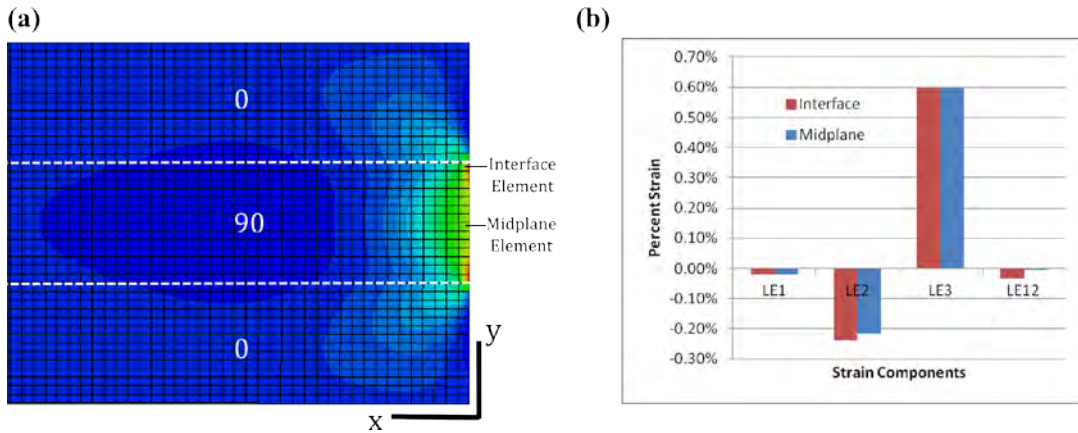 (a)
0
90
0
Interface
Element
Midplane
Element
y
x
(b)
0.70%
0.60%
0.50%
0.40%
0.30%
0.20%
0.10%
0.00%
-0.10%
-0.20%
-0.30%
Percent Strain
Interface
Midplane
LE1
LE2
LE3
LE12
Strain Components